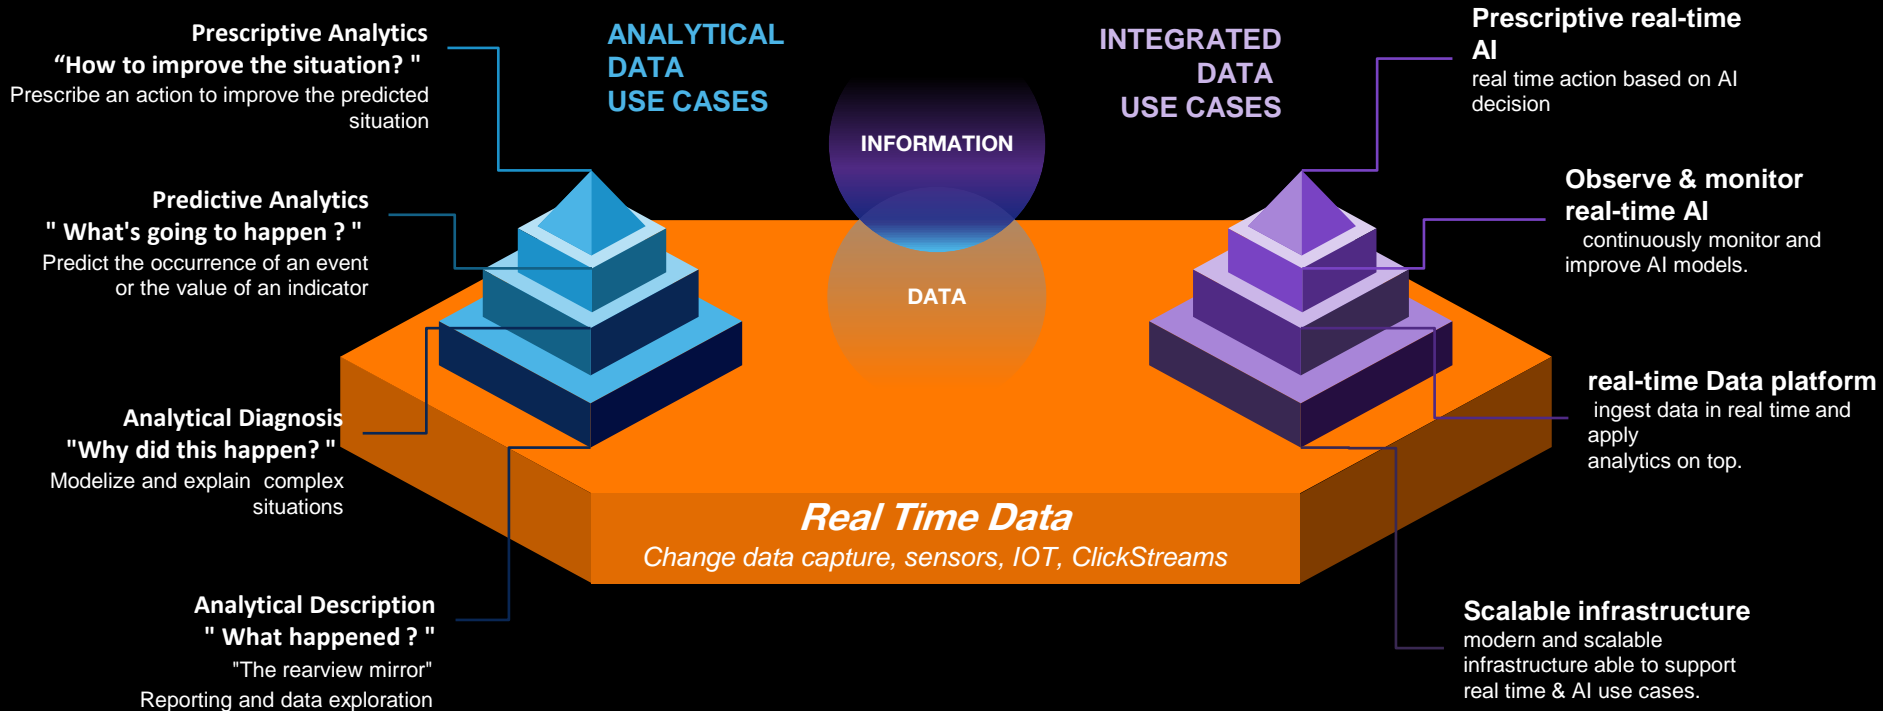 Prescriptive Analytics
“How to improve the situation? "
Prescribe an action to improve the predicted
situation
Predictive Analytics
" What's going to happen ? "
Predict the occurrence of an event
or the value of an indicator
Analytical Diagnosis
"Why did this happen? "
Modelize and explain complex
situations
Analytical Description
" What happened ? "
"The rearview mirror"
Reporting and data exploration
ANALYTICAL
DATA
USE CASES
INFORMATION
DATA
INTEGRATED
DATA
USE CASES
Real Time Data
Change data capture, sensors, IOT, ClickStreams
Prescriptive real-time
AI
real time action based on AI
decision
Observe & monitor
real-time AI
continuously monitor and
improve AI models.
real-time Data platform
ingest data in real time and
apply
analytics on top.
Scalable infrastructure
modern and scalable
infrastructure able to support
real time & AI use cases.